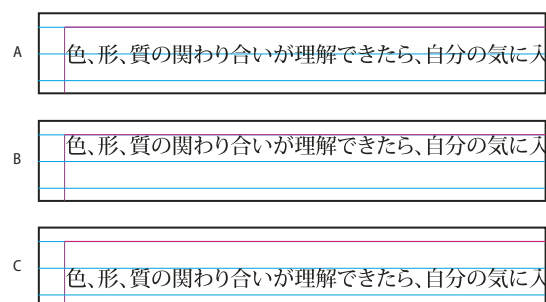 A
色、形、質の関わり合いが理解できたら、自分の気に入
B
色、形、質の関わり合いが理解できたら、自分の気に入
C
色、形、質の関わり合いが理解できたら、自分の気に入